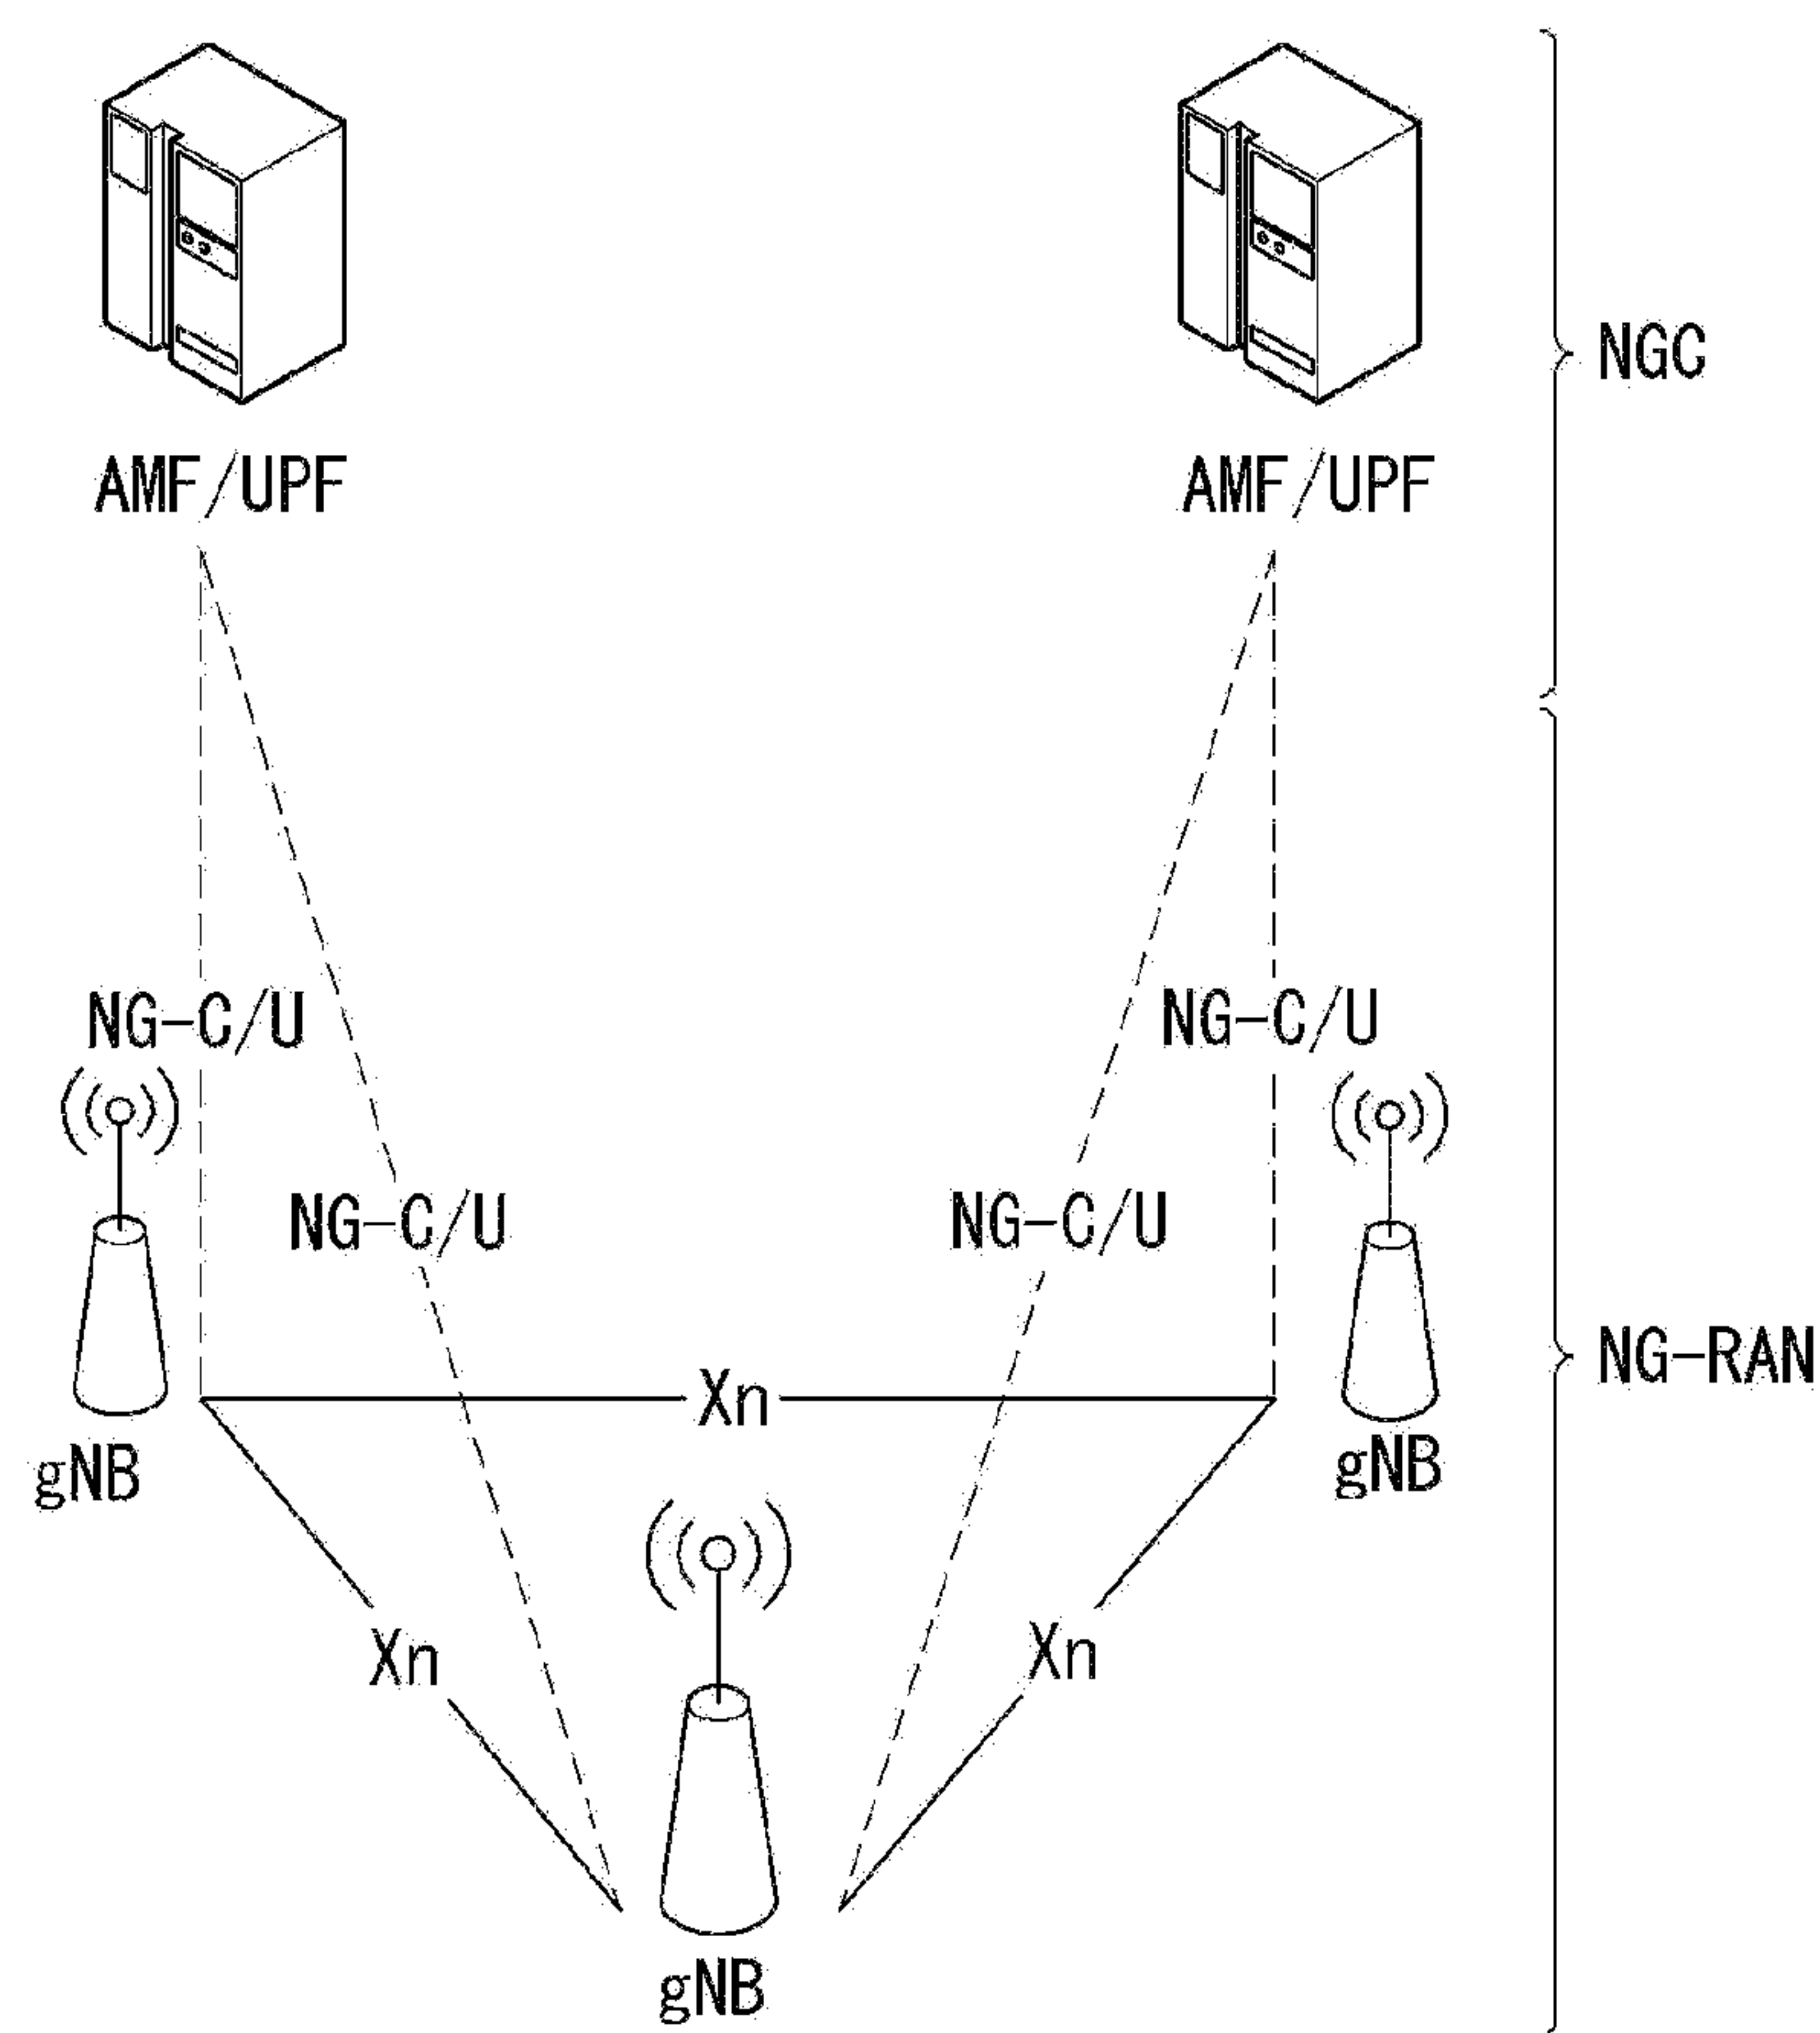 NGC
AMF/UPF
AMF/UPF
NG-C/U
NG-C/U
NG-C/U
NG-C/U
NG-RAN
Xn
gNB
gNB
Xn
Xn
gNB